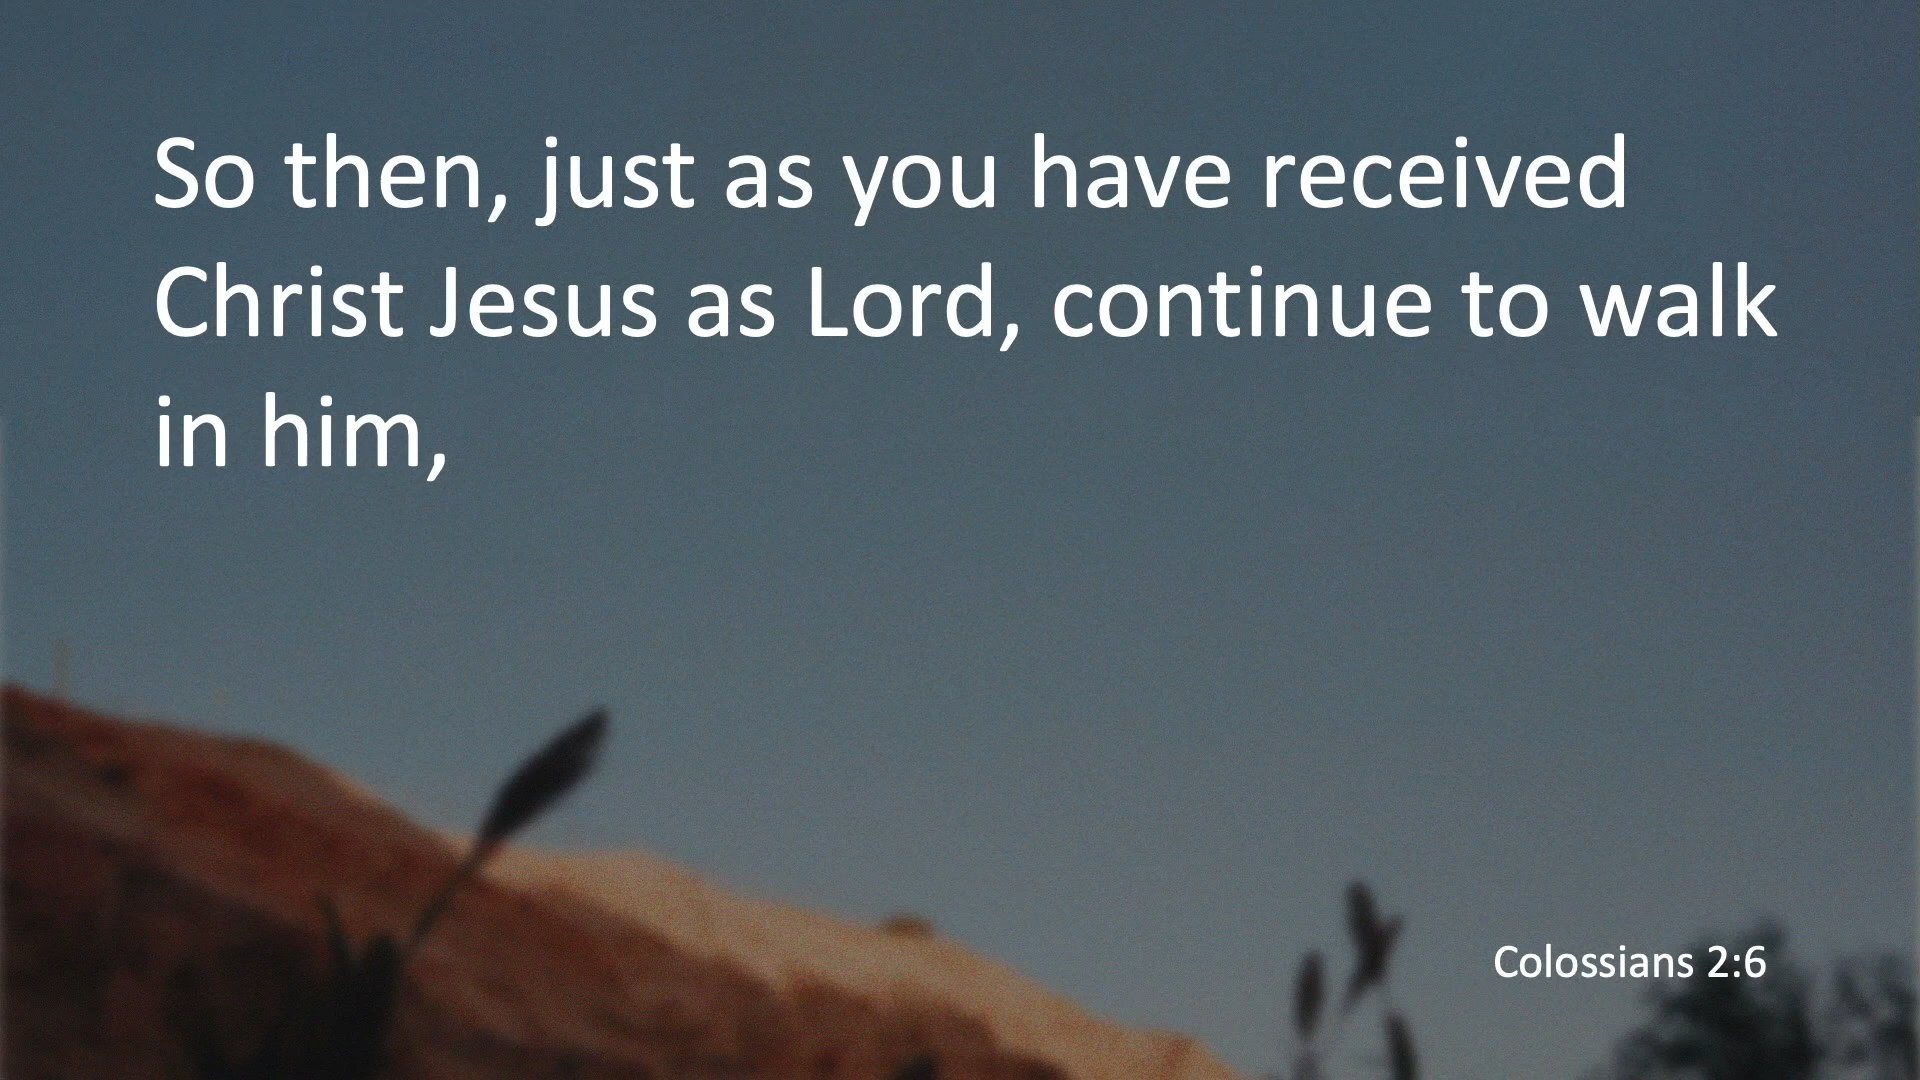 So then, just as you have received
Christ Jesus as Lord, continue to walk
in him,
Colossians 2:6